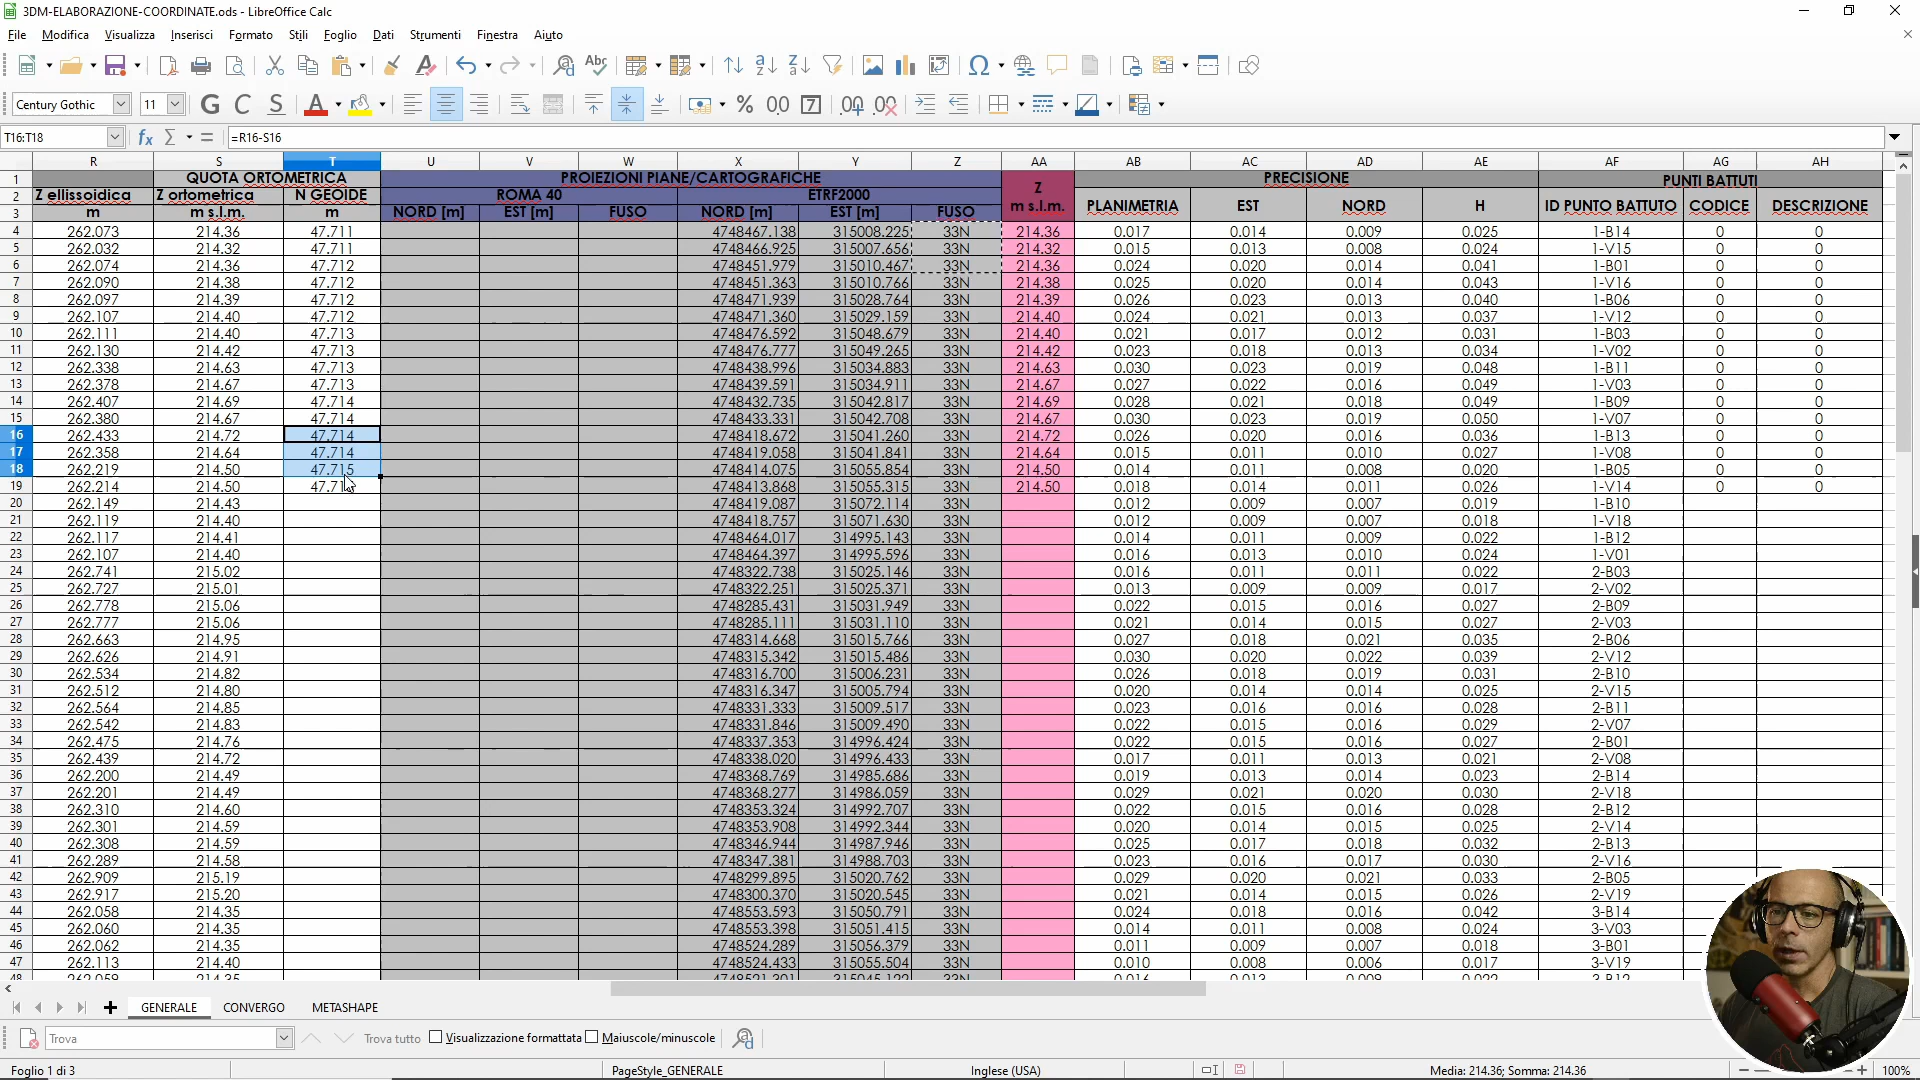 3DM-ELABORAZIONE-COORDINATE.ods - LibreOffice Calc
File Modifica Visualizza Inserisci Formato Stili Foglio Dati Strumenti Finestra Aiuto
Century Gothic 11 G C S
T16:T18 =R16-S16
R S T U V W X Y Z AA AB AC AD AE AF AG AH
1 QUOTA ORTOMETRICA PROIEZIONI PIANE/CARTOGRAFICHE Z m s.l.m. PRECISIONE PUNTI BATTUTI
2 Z ellissoidica Z ortometrica N GEOIDE ROMA 40 ETRF2000 PLANIMETRIA EST NORD H ID PUNTO BATTUTO CODICE DESCRIZIONE
3 m m s.l.m. m NORD [m] EST [m] FUSO NORD [m] EST [m] FUSO
4 262.073 214.36 47.711 4748467.138 315008.225 33N 214.36 0.017 0.014 0.009 0.025 1-B14 0 0
5 262.032 214.32 47.711 4748466.925 315007.656 33N 214.32 0.015 0.013 0.008 0.024 1-V15 0 0
6 262.074 214.36 47.712 4748451.979 315010.467 33N 214.36 0.024 0.020 0.014 0.041 1-B01 0 0
7 262.090 214.38 47.712 4748451.363 315010.766 33N 214.38 0.025 0.020 0.014 0.043 1-V16 0 0
8 262.097 214.39 47.712 4748471.939 315028.764 33N 214.39 0.026 0.023 0.013 0.040 1-B06 0 0
9 262.107 214.40 47.712 4748471.360 315029.159 33N 214.40 0.024 0.021 0.013 0.037 1-V12 0 0
10 262.111 214.40 47.713 4748476.592 315048.679 33N 214.40 0.021 0.017 0.012 0.031 1-B03 0 0
11 262.130 214.42 47.713 4748476.777 315049.265 33N 214.42 0.023 0.018 0.013 0.034 1-V02 0 0
12 262.338 214.63 47.713 4748438.996 315034.883 33N 214.63 0.030 0.023 0.019 0.048 1-B11 0 0
13 262.378 214.67 47.713 4748439.591 315034.911 33N 214.67 0.027 0.022 0.016 0.049 1-V03 0 0
14 262.407 214.69 47.714 4748432.735 315042.817 33N 214.69 0.028 0.021 0.018 0.049 1-B09 0 0
15 262.380 214.67 47.714 4748433.331 315042.708 33N 214.67 0.030 0.023 0.019 0.050 1-V07 0 0
16 262.433 214.72 47.714 4748418.672 315041.260 33N 214.72 0.026 0.020 0.016 0.036 1-B13 0 0
17 262.358 214.64 47.714 4748419.058 315041.841 33N 214.64 0.015 0.011 0.010 0.027 1-V08 0 0
18 262.219 214.50 47.715 4748414.075 315055.854 33N 214.50 0.014 0.011 0.008 0.020 1-B05 0 0
19 262.214 214.50 4748413.868 315055.315 33N 214.50 0.018 0.014 0.011 0.026 1-V14 0 0
20 262.149 214.43 4748419.087 315072.114 33N 0.012 0.009 0.007 0.019 1-B10
21 262.119 214.40 4748418.757 315071.630 33N 0.012 0.009 0.007 0.018 1-V18
22 262.117 214.41 4748464.017 314995.143 33N 0.014 0.011 0.009 0.022 1-B12
23 262.107 214.40 4748464.397 314995.596 33N 0.016 0.013 0.010 0.024 1-V01
24 262.741 215.02 4748322.738 315025.146 33N 0.016 0.011 0.011 0.022 2-B03
25 262.727 215.01 4748322.251 315025.371 33N 0.013 0.009 0.009 0.017 2-V02
26 262.778 215.06 4748285.431 315031.949 33N 0.022 0.015 0.016 0.027 2-B09
27 262.777 215.06 4748285.111 315031.110 33N 0.021 0.014 0.015 0.027 2-V03
28 262.663 214.95 4748314.668 315015.766 33N 0.027 0.018 0.021 0.035 2-B06
29 262.626 214.91 4748315.342 315015.486 33N 0.030 0.020 0.022 0.039 2-V12
30 262.534 214.82 4748316.700 315006.231 33N 0.026 0.018 0.019 0.031 2-B10
31 262.512 214.80 4748316.347 315005.794 33N 0.020 0.014 0.014 0.025 2-V15
32 262.564 214.85 4748331.333 315009.517 33N 0.023 0.016 0.016 0.028 2-B11
33 262.542 214.83 4748331.846 315009.490 33N 0.022 0.015 0.016 0.029 2-V07
34 262.475 214.76 4748337.353 314996.424 33N 0.022 0.015 0.016 0.027 2-B01
35 262.439 214.72 4748338.020 314996.433 33N 0.017 0.011 0.013 0.021 2-V08
36 262.200 214.49 4748368.769 314985.686 33N 0.019 0.013 0.014 0.023 2-B14
37 262.201 214.49 4748368.277 314986.059 33N 0.029 0.021 0.020 0.030 2-V18
38 262.310 214.60 4748353.324 314992.707 33N 0.022 0.015 0.016 0.028 2-B12
39 262.301 214.59 4748353.908 314992.344 33N 0.020 0.014 0.015 0.025 2-V14
40 262.308 214.59 4748346.944 314987.946 33N 0.025 0.017 0.018 0.032 2-B13
41 262.289 214.58 4748347.381 314988.703 33N 0.023 0.016 0.017 0.030 2-V16
42 262.909 215.19 4748299.895 315020.762 33N 0.029 0.020 0.021 0.033 2-B05
43 262.917 215.20 4748300.370 315020.545 33N 0.021 0.014 0.015 0.026 2-V19
44 262.058 214.35 4748553.593 315050.791 33N 0.024 0.018 0.016 0.042 3-B14
45 262.060 214.35 4748553.398 315051.415 33N 0.014 0.011 0.008 0.024 3-V03
46 262.062 214.35 4748524.289 315056.379 33N 0.011 0.009 0.007 0.018 3-B01
47 262.113 214.40 4748524.433 315055.504 33N 0.010 0.008 0.006 0.017 3-V19
GENERALE CONVERGO METASHAPE
Trova Trova tutto Visualizzazione formattata Maiuscole/minuscole
Foglio 1 di 3 PageStyle_GENERALE Inglese (USA) Media: 214.36; Somma: 214.36 100%